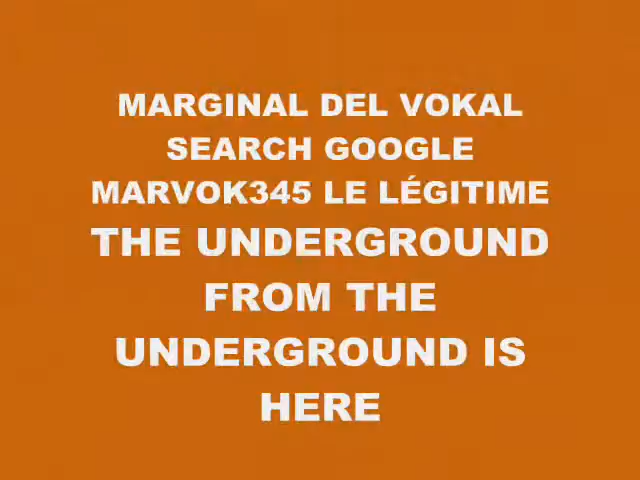 MARGINAL DEL VOKAL
SEARCH GOOGLE
MARVOK345 LE LÉGITIME
THE UNDERGROUND
FROM THE
UNDERGROUND IS
HERE